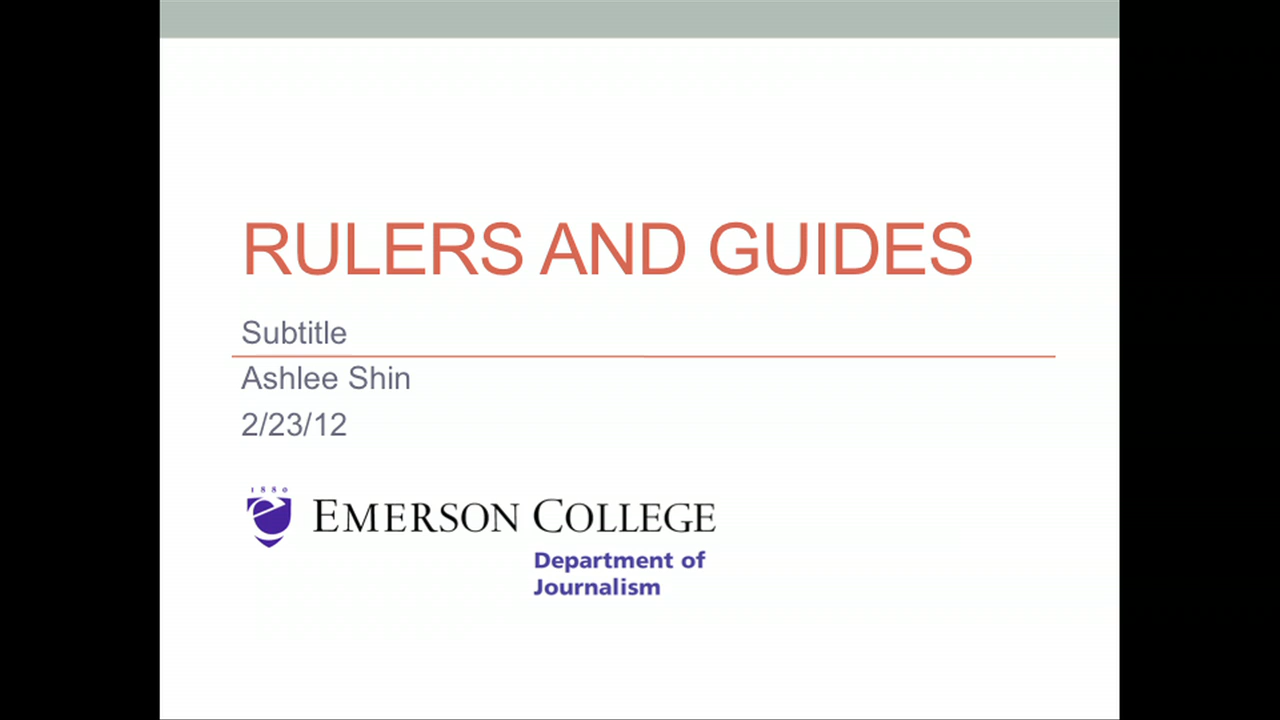 RULERS AND GUIDES
Subtitle
Ashlee Shin
2/23/12
1880
EMERSON COLLEGE
Department of
Journalism